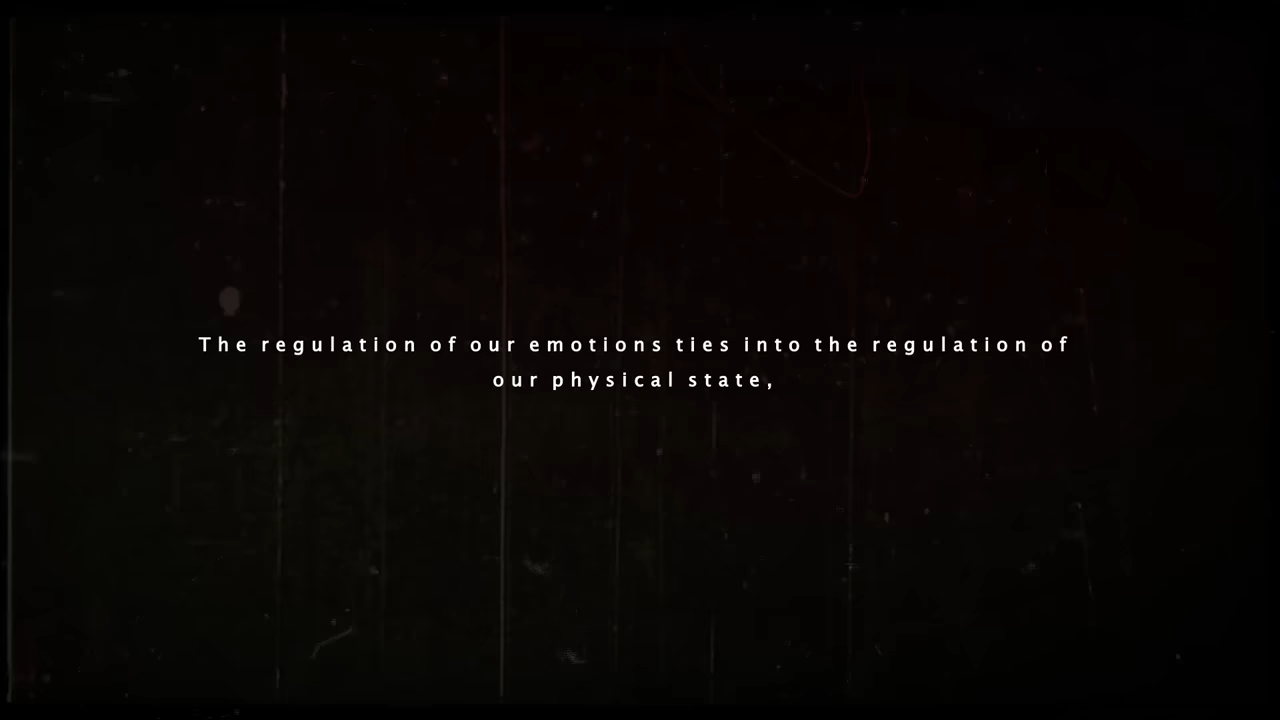 The regulation of our emotions ties into the regulation of
our physical state,